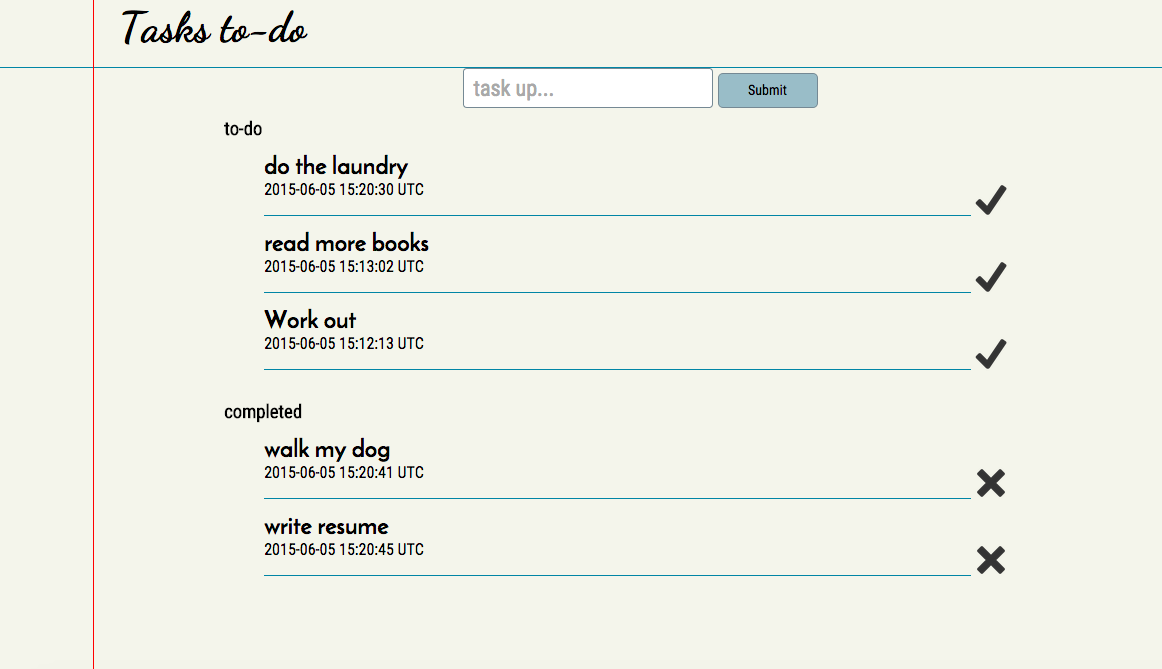 Tasks to-do
task up...
Submit
to-do
do the laundry
2015-06-05 15:20:30 UTC
read more books
2015-06-05 15:13:02 UTC
Work out
2015-06-05 15:12:13 UTC
completed
walk my dog
2015-06-05 15:20:41 UTC
write resume
2015-06-05 15:20:45 UTC